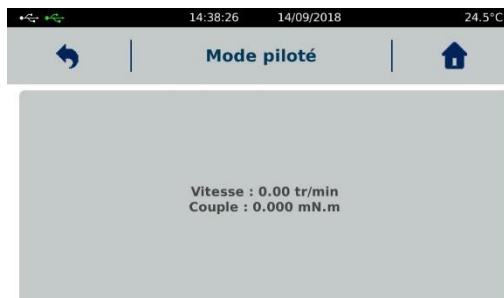 14:38:26 14/09/2018 24.5°C
Mode piloté
Vitesse : 0.00 tr/min
Couple : 0.000 mN.m